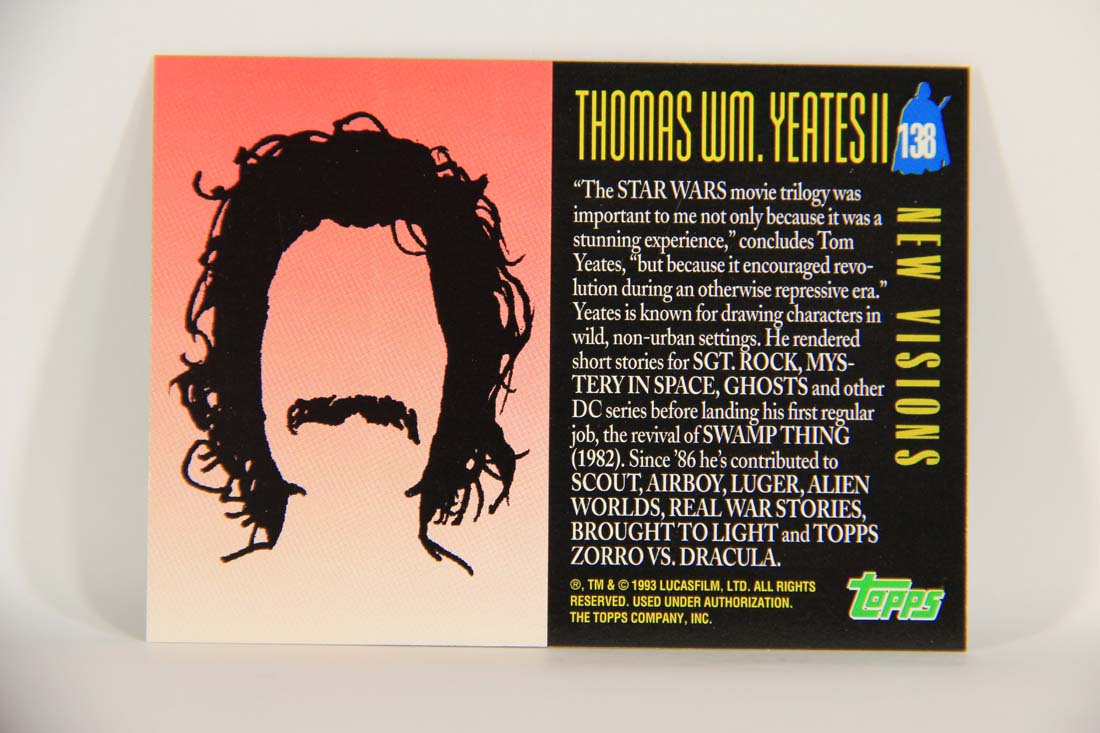 THOMAS WM. YEATES II
138
"The STAR WARS movie trilogy was
important to me not only because it was a
stunning experience," concludes Tom
Yeates, "but because it encouraged revo-
lution during an otherwise repressive era."
Yeates is known for drawing characters in
wild, non-urban settings. He rendered
short stories for SGT. ROCK, MYS-
TERY IN SPACE, GHOSTS and other
DC series before landing his first regular
job, the revival of SWAMP THING
(1982). Since '86 he's contributed to
SCOUT, AIRBOY, LUGER, ALIEN
WORLDS, REAL WAR STORIES,
BROUGHT TO LIGHT and TOPPS
ZORRO VS. DRACULA.
NEW VISIONS
®, TM & © 1993 LUCASFILM, LTD. ALL RIGHTS
RESERVED. USED UNDER AUTHORIZATION.
THE TOPPS COMPANY, INC.
topps